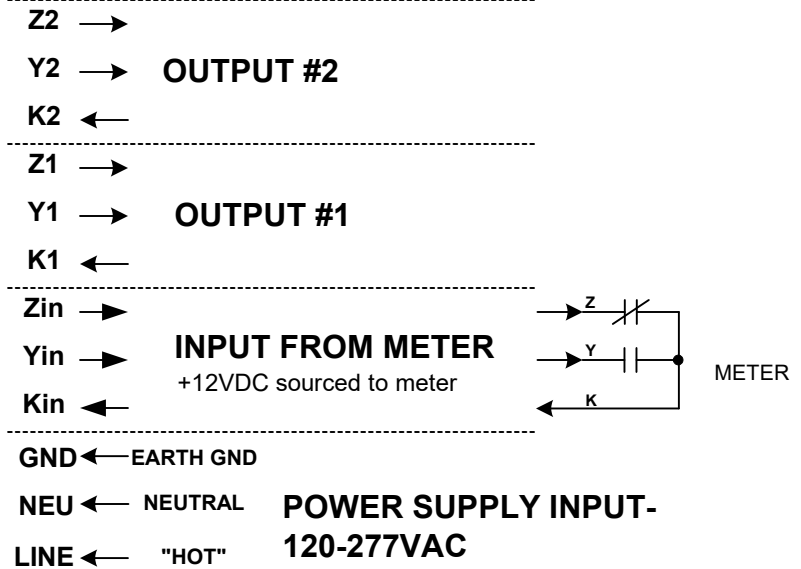 Z2
Y2 OUTPUT #2
K2
Z1
Y1 OUTPUT #1
K1
Zin Z
Yin INPUT FROM METER Y
+12VDC sourced to meter METER
Kin K
GND EARTH GND
NEU NEUTRAL POWER SUPPLY INPUT-
LINE "HOT" 120-277VAC